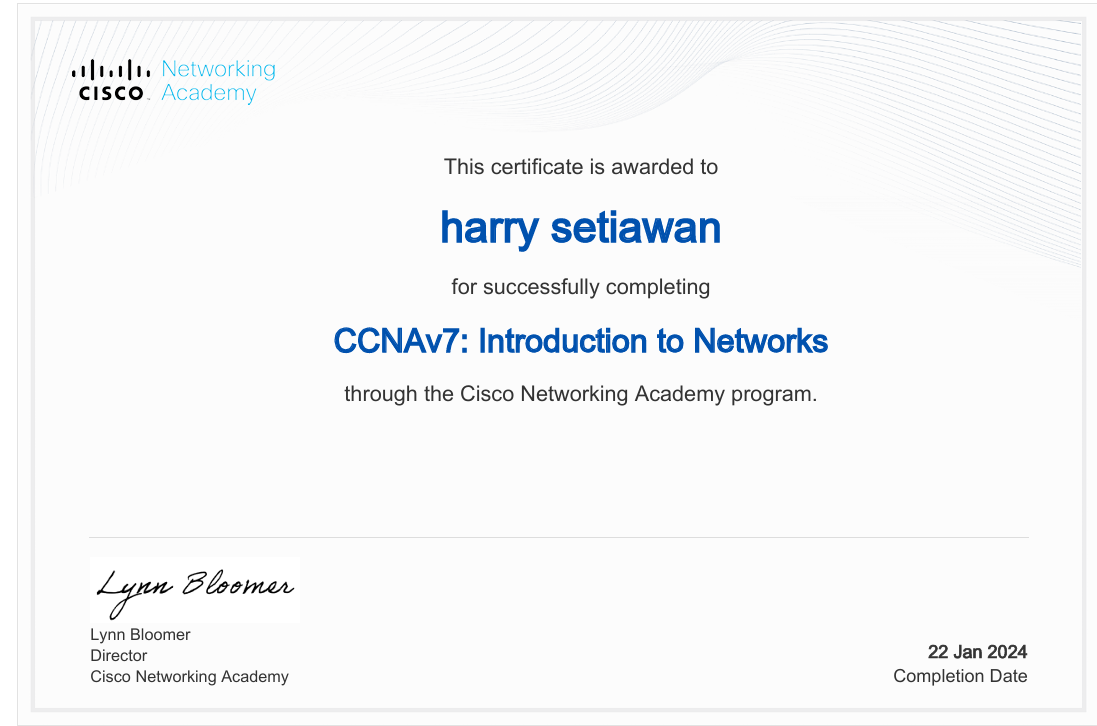 Networking
CISCO Academy
This certificate is awarded to
harry setiawan
for successfully completing
CCNAv7: Introduction to Networks
through the Cisco Networking Academy program.
Lynn Bloomer
Lynn Bloomer
Director
Cisco Networking Academy
22 Jan 2024
Completion Date